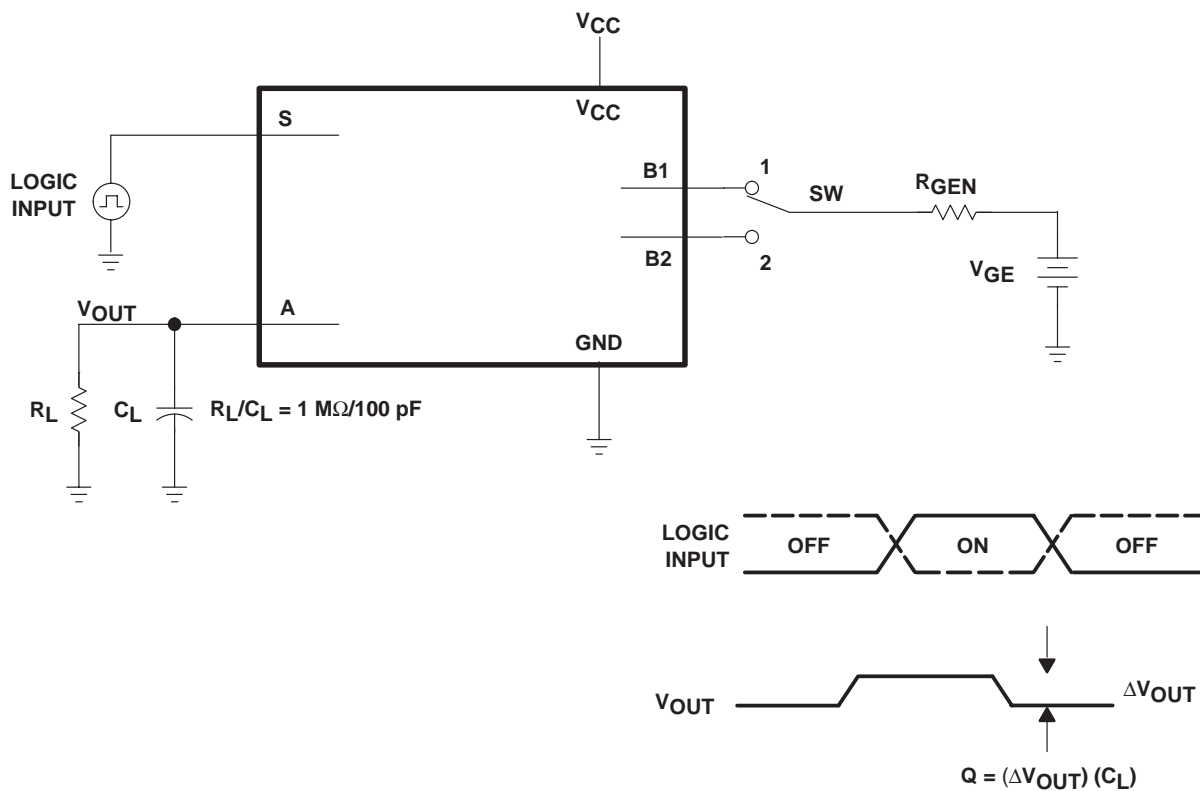 VCC
VCC
S
LOGIC
INPUT
B1
1
SW
RGEN
B2
2
VGE
VOUT
A
GND
RL
CL
RL/CL = 1 MΩ/100 pF
LOGIC
INPUT
OFF
ON
OFF
VOUT
ΔVOUT
Q = (ΔVOUT) (CL)